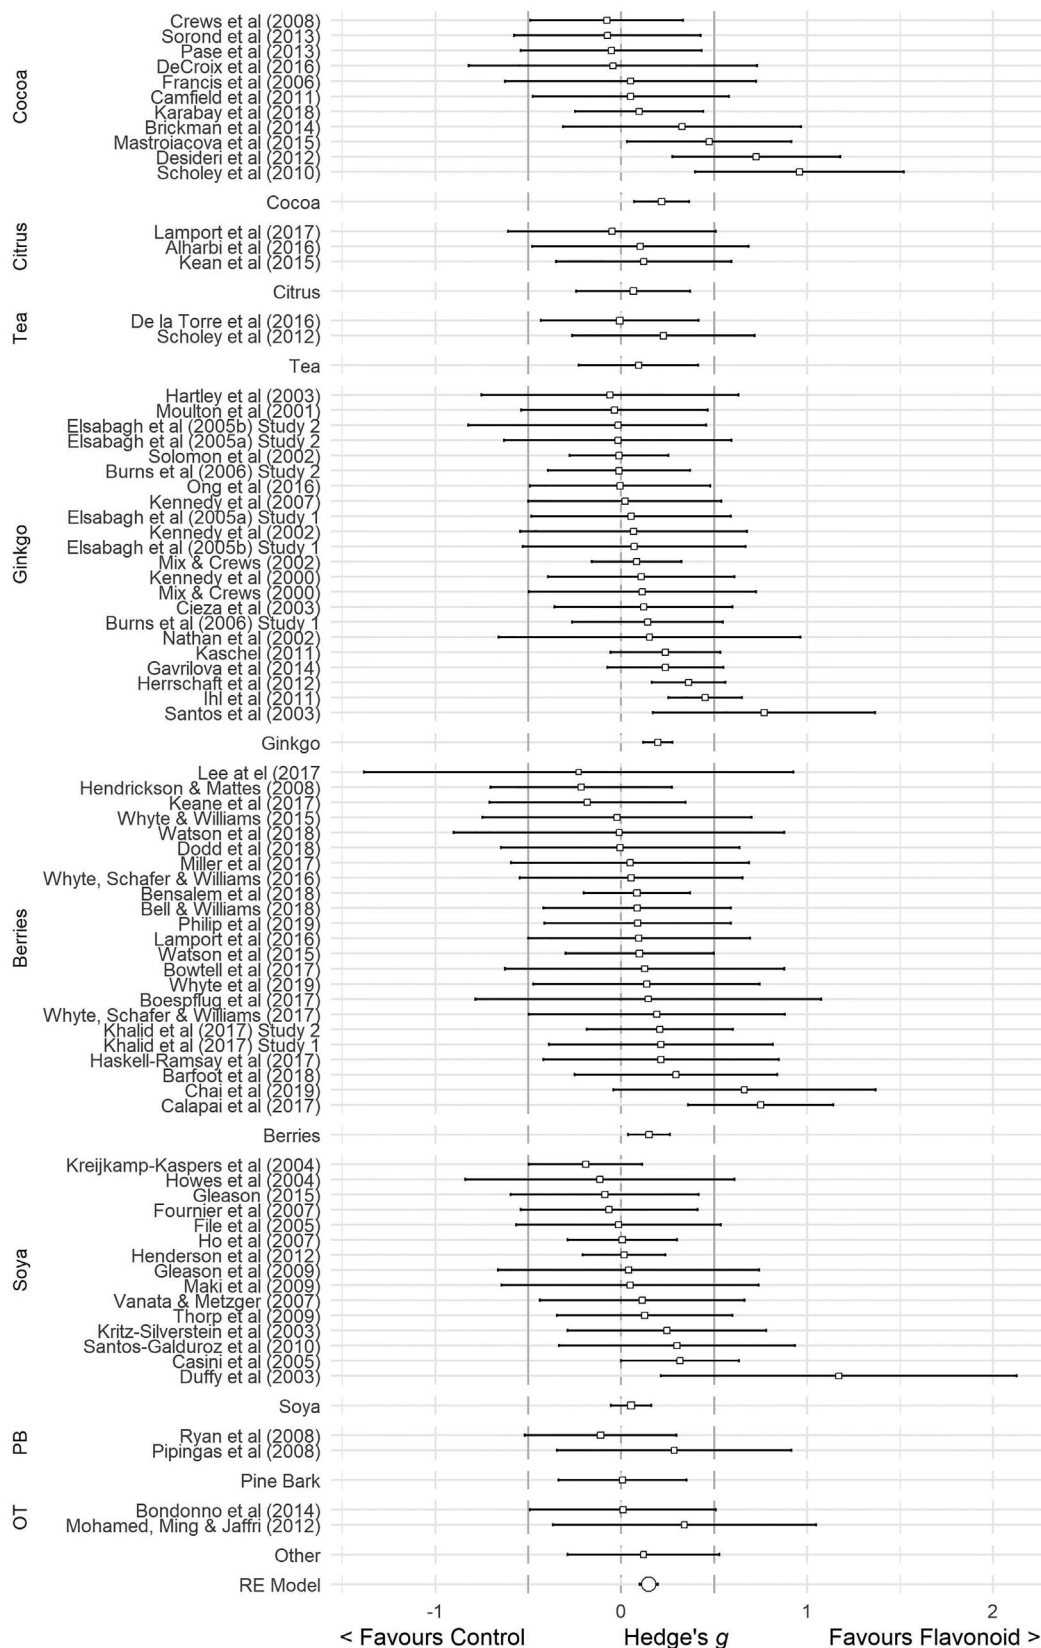 Cocoa
Crews et al (2008)
Sorond et al (2013)
Pase et al (2013)
DeCroix et al (2016)
Francis et al (2006)
Camfield et al (2011)
Karabay et al (2018)
Brickman et al (2014)
Mastroiacova et al (2015)
Desideri et al (2012)
Scholey et al (2010)
Cocoa
Citrus
Lamport et al (2017)
Alharbi et al (2016)
Kean et al (2015)
Citrus
Tea
De la Torre et al (2016)
Scholey et al (2012)
Tea
Ginkgo
Hartley et al (2003)
Moulton et al (2001)
Elsabagh et al (2005b) Study 2
Elsabagh et al (2005a) Study 2
Solomon et al (2002)
Burns et al (2006) Study 2
Ong et al (2016)
Kennedy et al (2007)
Elsabagh et al (2005a) Study 1
Kennedy et al (2002)
Elsabagh et al (2005b) Study 1
Mix & Crews (2002)
Kennedy et al (2000)
Mix & Crews (2000)
Cieza et al (2003)
Burns et al (2006) Study 1
Nathan et al (2002)
Kaschel (2011)
Gavrilova et al (2014)
Herrschaft et al (2012)
Ihl et al (2011)
Santos et al (2003)
Ginkgo
Berries
Lee at el (2017
Hendrickson & Mattes (2008)
Keane et al (2017)
Whyte & Williams (2015)
Watson et al (2018)
Dodd et al (2018)
Miller et al (2017)
Whyte, Schafer & Williams (2016)
Bensalem et al (2018)
Bell & Williams (2018)
Philip et al (2019)
Lamport et al (2016)
Watson et al (2015)
Bowtell et al (2017)
Whyte et al (2019)
Boespflug et al (2017)
Whyte, Schafer & Williams (2017)
Khalid et al (2017) Study 2
Khalid et al (2017) Study 1
Haskell-Ramsay et al (2017)
Barfoot et al (2018)
Chai et al (2019)
Calapai et al (2017)
Berries
Soya
Kreijkamp-Kaspers et al (2004)
Howes et al (2004)
Gleason (2015)
Fournier et al (2007)
File et al (2005)
Ho et al (2007)
Henderson et al (2012)
Gleason et al (2009)
Maki et al (2009)
Vanata & Metzger (2007)
Thorp et al (2009)
Kritz-Silverstein et al (2003)
Santos-Galduroz et al (2010)
Casini et al (2005)
Duffy et al (2003)
Soya
PB
Ryan et al (2008)
Pipingas et al (2008)
Pine Bark
OT
Bondonno et al (2014)
Mohamed, Ming & Jaffri (2012)
Other
RE Model
-1 0 1 2
< Favours Control Hedge's g Favours Flavonoid >